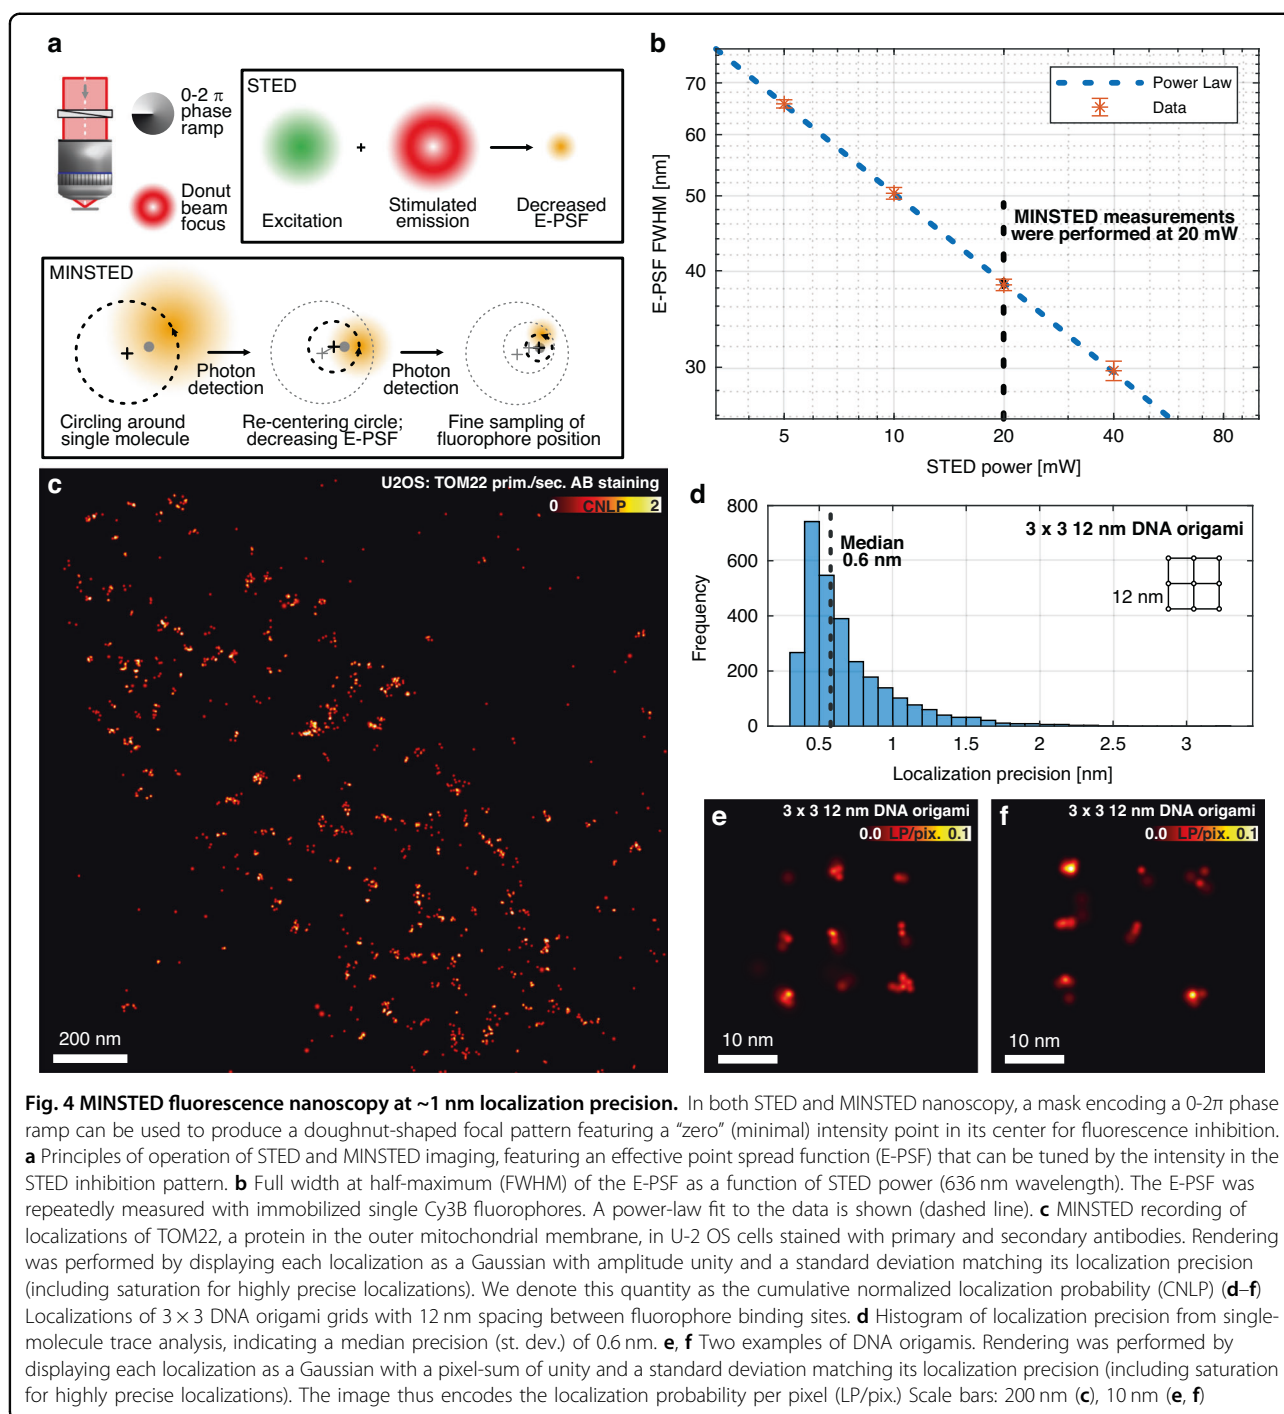 a
0-2 π
phase
ramp
Donut
beam
focus
STED
+
Excitation
Stimulated
emission
Decreased
E-PSF
MINSTED
Photon
detection
Photon
detection
Circling around
single molecule
Re-centering circle;
decreasing E-PSF
Fine sampling of
fluorophore position
b
70
60
50
40
30
E-PSF FWHM [nm]
Power Law
Data
MINSTED measurements
were performed at 20 mW
5
10
20
40
80
STED power [mW]
c
U2OS: TOM22 prim./sec. AB staining
0 CNLP 2
200 nm
d
800
600
400
200
0
Frequency
Median
0.6 nm
3 x 3 12 nm DNA origami
12 nm
0.5
1
1.5
2
2.5
3
Localization precision [nm]
e
3 x 3 12 nm DNA origami
0.0 LP/pix. 0.1
10 nm
f
3 x 3 12 nm DNA origami
0.0 LP/pix. 0.1
10 nm
Fig. 4 MINSTED fluorescence nanoscopy at ~1 nm localization precision. In both STED and MINSTED nanoscopy, a mask encoding a 0-2π phase
ramp can be used to produce a doughnut-shaped focal pattern featuring a “zero” (minimal) intensity point in its center for fluorescence inhibition.
a Principles of operation of STED and MINSTED imaging, featuring an effective point spread function (E-PSF) that can be tuned by the intensity in the
STED inhibition pattern. b Full width at half-maximum (FWHM) of the E-PSF as a function of STED power (636 nm wavelength). The E-PSF was
repeatedly measured with immobilized single Cy3B fluorophores. A power-law fit to the data is shown (dashed line). c MINSTED recording of
localizations of TOM22, a protein in the outer mitochondrial membrane, in U-2 OS cells stained with primary and secondary antibodies. Rendering
was performed by displaying each localization as a Gaussian with amplitude unity and a standard deviation matching its localization precision
(including saturation for highly precise localizations). We denote this quantity as the cumulative normalized localization probability (CNLP) (d–f)
Localizations of 3 × 3 DNA origami grids with 12 nm spacing between fluorophore binding sites. d Histogram of localization precision from single-
molecule trace analysis, indicating a median precision (st. dev.) of 0.6 nm. e, f Two examples of DNA origamis. Rendering was performed by
displaying each localization as a Gaussian with a pixel-sum of unity and a standard deviation matching its localization precision (including saturation
for highly precise localizations). The image thus encodes the localization probability per pixel (LP/pix.) Scale bars: 200 nm (c), 10 nm (e, f)